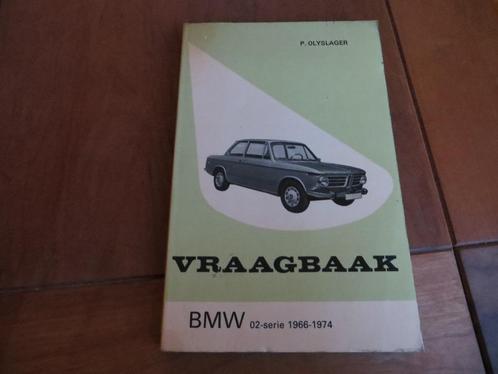 P. OLYSLAGER
VRAAGBAAK
BMW 02-serie 1966-1974